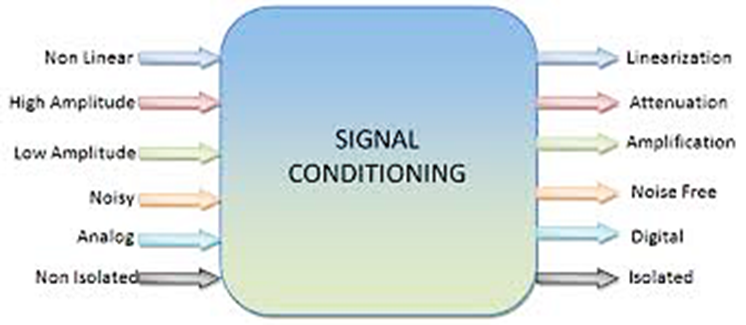 Non Linear
High Amplitude
Low Amplitude
Noisy
Analog
Non Isolated
SIGNAL
CONDITIONING
Linearization
Attenuation
Amplification
Noise Free
Digital
Isolated